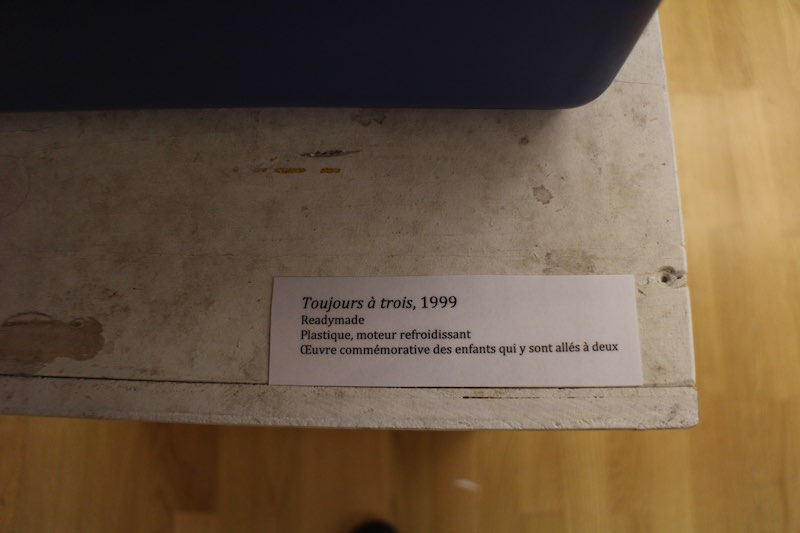 Toujours à trois, 1999
Readymade
Plastique, moteur refroidissant
Œuvre commémorative des enfants qui y sont allés à deux